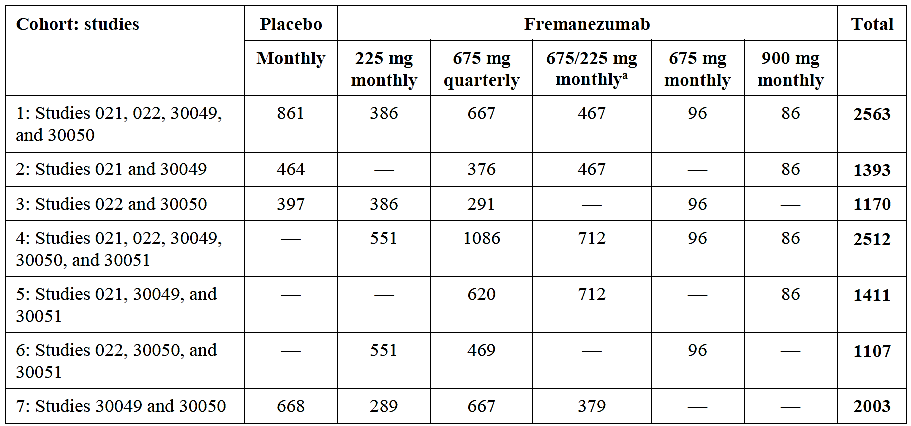 Cohort: studies Placebo Fremanezumab Total
Monthly 225 mg monthly 675 mg quarterly 675/225 mg monthlyᵃ 675 mg monthly 900 mg monthly
1: Studies 021, 022, 30049, and 30050 861 386 667 467 96 86 2563
2: Studies 021 and 30049 464 — 376 467 — 86 1393
3: Studies 022 and 30050 397 386 291 — 96 — 1170
4: Studies 021, 022, 30049, 30050, and 30051 — 551 1086 712 96 86 2512
5: Studies 021, 30049, and 30051 — — 620 712 — 86 1411
6: Studies 022, 30050, and 30051 — 551 469 — 96 — 1107
7: Studies 30049 and 30050 668 289 667 379 — — 2003